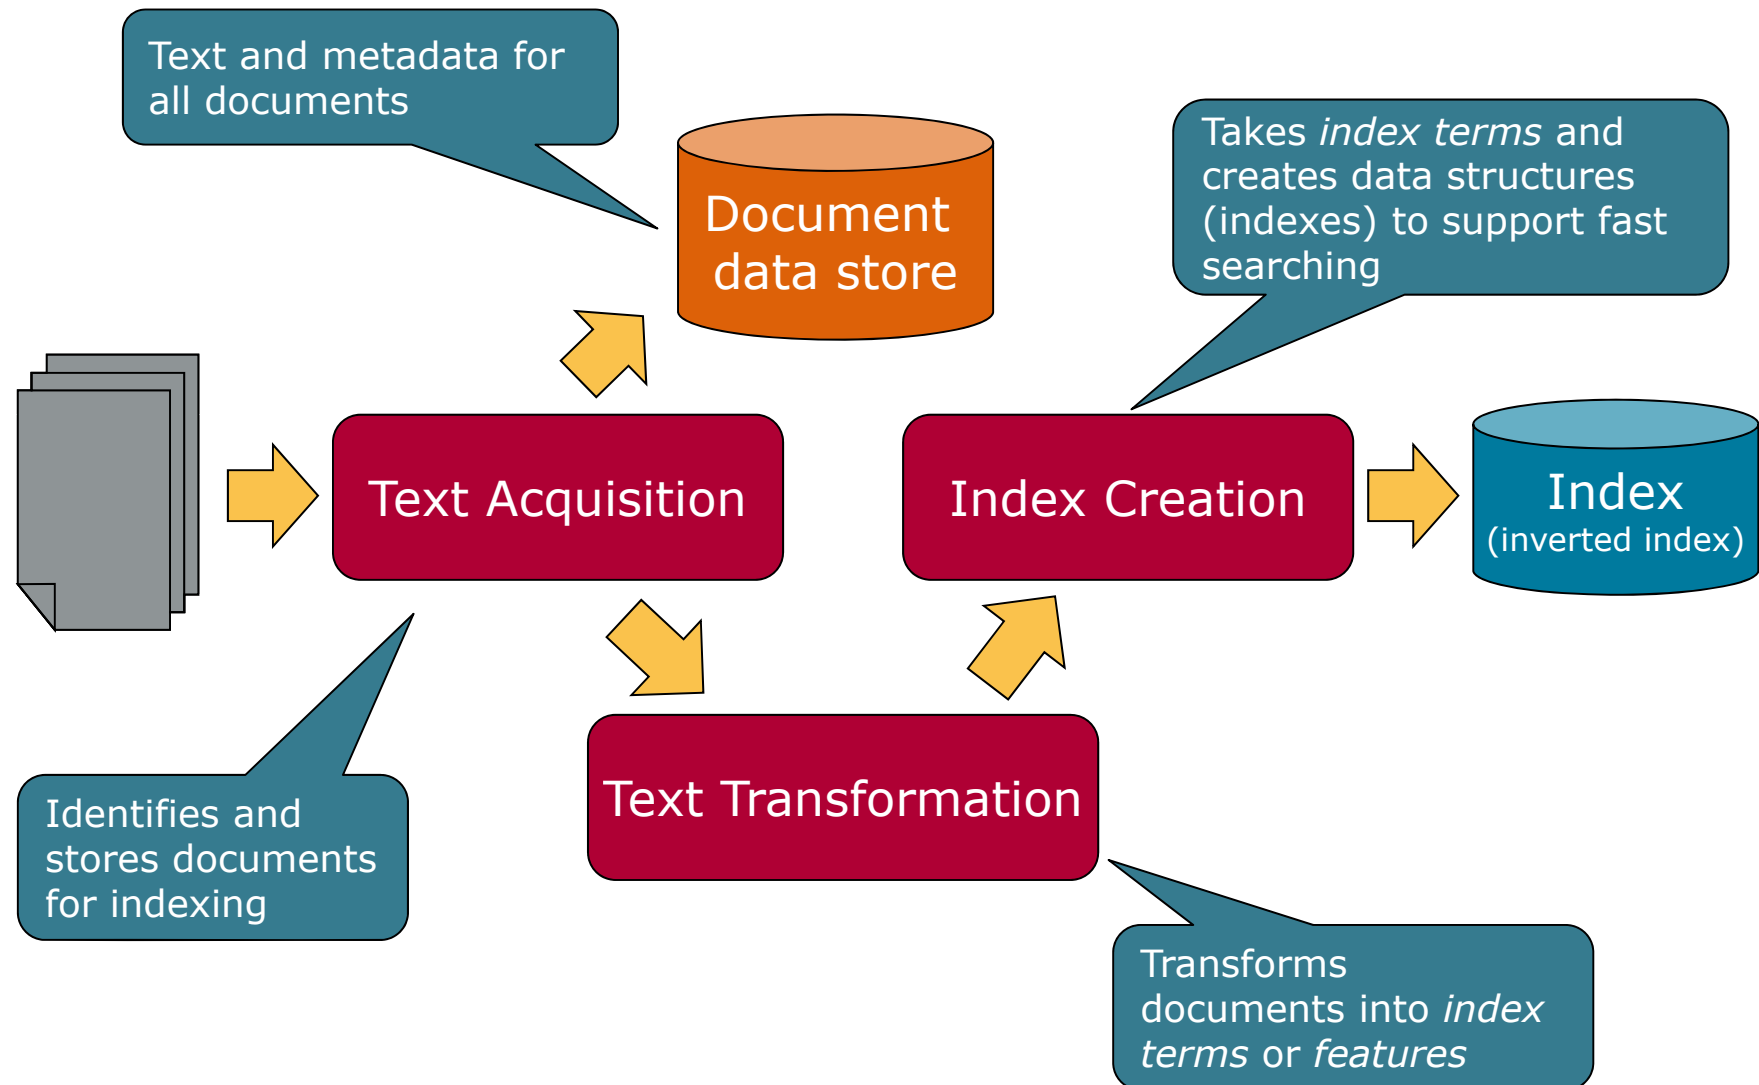 Text and metadata for
all documents
Document
data store
Takes index terms and
creates data structures
(indexes) to support fast
searching
Text Acquisition
Index Creation
Index
(inverted index)
Text Transformation
Identifies and
stores documents
for indexing
Transforms
documents into index
terms or features